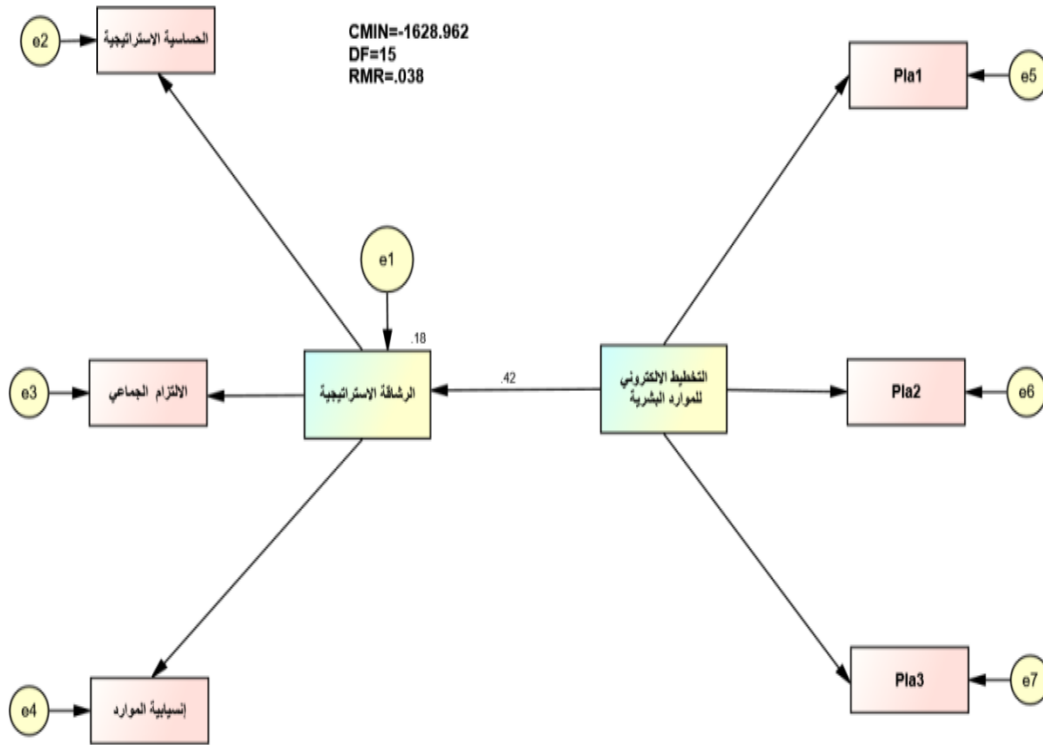 e2
الحساسية الاستراتيجية
CMIN=-1628.962
DF=15
RMR=.038
Pla1
e5
e1
.18
e3
الالتزام الجماعي
الرشاقة الاستراتيجية
.42
التخطيط الالكتروني
للموارد البشرية
Pla2
e6
e4
إنسيابية الموارد
Pla3
e7